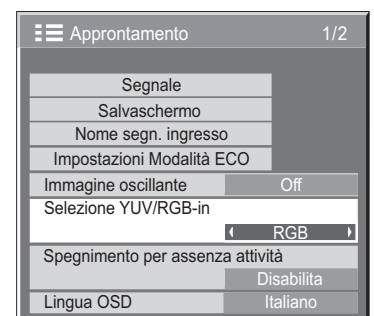 Approntamento 1/2
Segnale
Salvaschermo
Nome segn. ingresso
Impostazioni Modalità ECO
Immagine oscillante Off
Selezione YUV/RGB-in
RGB
Spegnimento per assenza attività
Disabilita
Lingua OSD Italiano